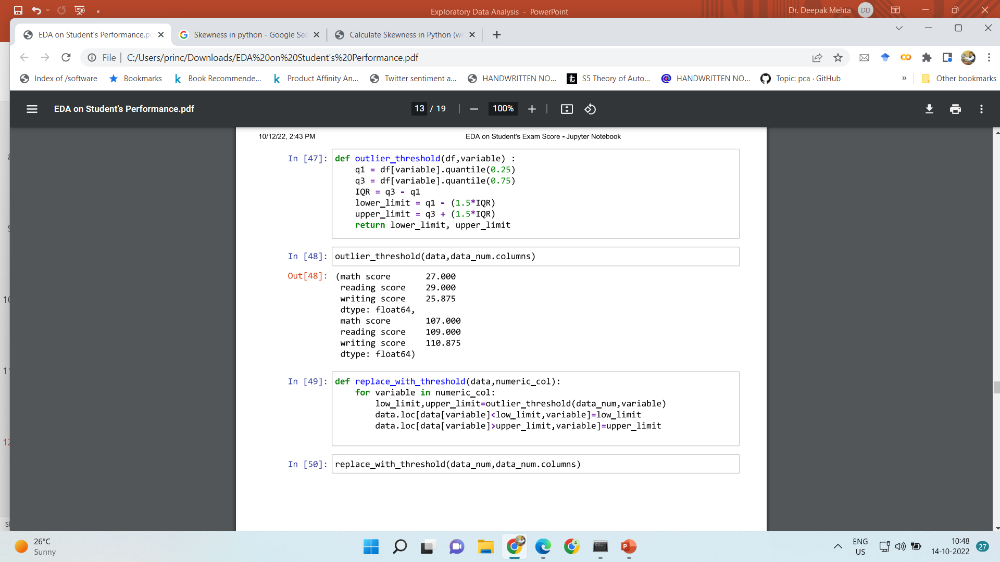 Exploratory Data Analysis - PowerPoint
Dr. Deepak Mehta DD
EDA on Student's Performance.p
Skewness in python - Google Sea
Calculate Skewness in Python (wi
File C:/Users/princ/Downloads/EDA%20on%20Student's%20Performance.pdf
Index of /software
Bookmarks
Book Recommende...
Product Affinity An...
Twitter sentiment a...
HANDWRITTEN NO...
S5 Theory of Auto...
HANDWRITTEN NO...
Topic: pca · GitHub
»
Other bookmarks
EDA on Student's Performance.pdf
13 / 19
100%
10/12/22, 2:43 PM
EDA on Student's Exam Score - Jupyter Notebook
In [47]: def outlier_threshold(df,variable) :
    q1 = df[variable].quantile(0.25)
    q3 = df[variable].quantile(0.75)
    IQR = q3 - q1
    lower_limit = q1 - (1.5*IQR)
    upper_limit = q3 + (1.5*IQR)
    return lower_limit, upper_limit
In [48]: outlier_threshold(data,data_num.columns)
Out[48]: (math score       27.000
 reading score    29.000
 writing score    25.875
 dtype: float64,
 math score       107.000
 reading score    109.000
 writing score    110.875
 dtype: float64)
In [49]: def replace_with_threshold(data,numeric_col):
    for variable in numeric_col:
        low_limit,upper_limit=outlier_threshold(data_num,variable)
        data.loc[data[variable]<low_limit,variable]=low_limit
        data.loc[data[variable]>upper_limit,variable]=upper_limit
In [50]: replace_with_threshold(data_num,data_num.columns)
26°C
Sunny
ENG
US
10:48
14-10-2022
27